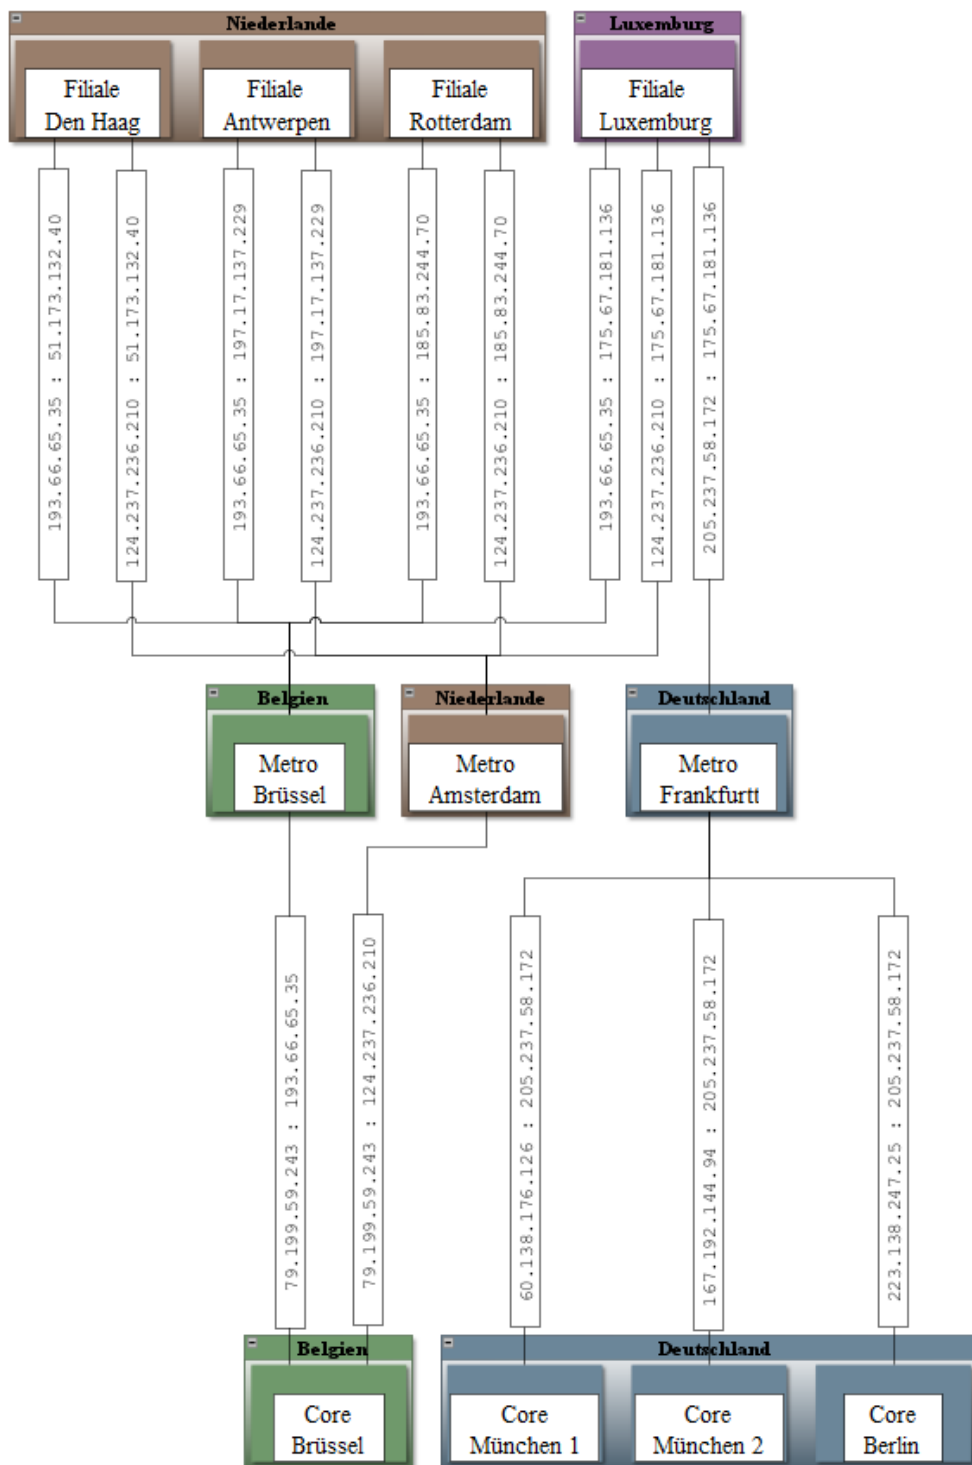 Niederlande
Luxemburg
Filiale
Den Haag
Filiale
Antwerpen
Filiale
Rotterdam
Filiale
Luxemburg
193.66.65.35 : 51.173.132.40
124.237.236.210 : 51.173.132.40
193.66.65.35 : 197.17.137.229
124.237.236.210 : 197.17.137.229
193.66.65.35 : 185.83.244.70
124.237.236.210 : 185.83.244.70
193.66.65.35 : 175.67.181.136
124.237.236.210 : 175.67.181.136
205.237.58.172 : 175.67.181.136
Belgien
Niederlande
Deutschland
Metro
Brüssel
Metro
Amsterdam
Metro
Frankfurtt
79.199.59.243 : 193.66.65.35
79.199.59.243 : 124.237.236.210
60.138.176.126 : 205.237.58.172
167.192.144.94 : 205.237.58.172
223.138.247.25 : 205.237.58.172
Belgien
Deutschland
Core
Brüssel
Core
München 1
Core
München 2
Core
Berlin